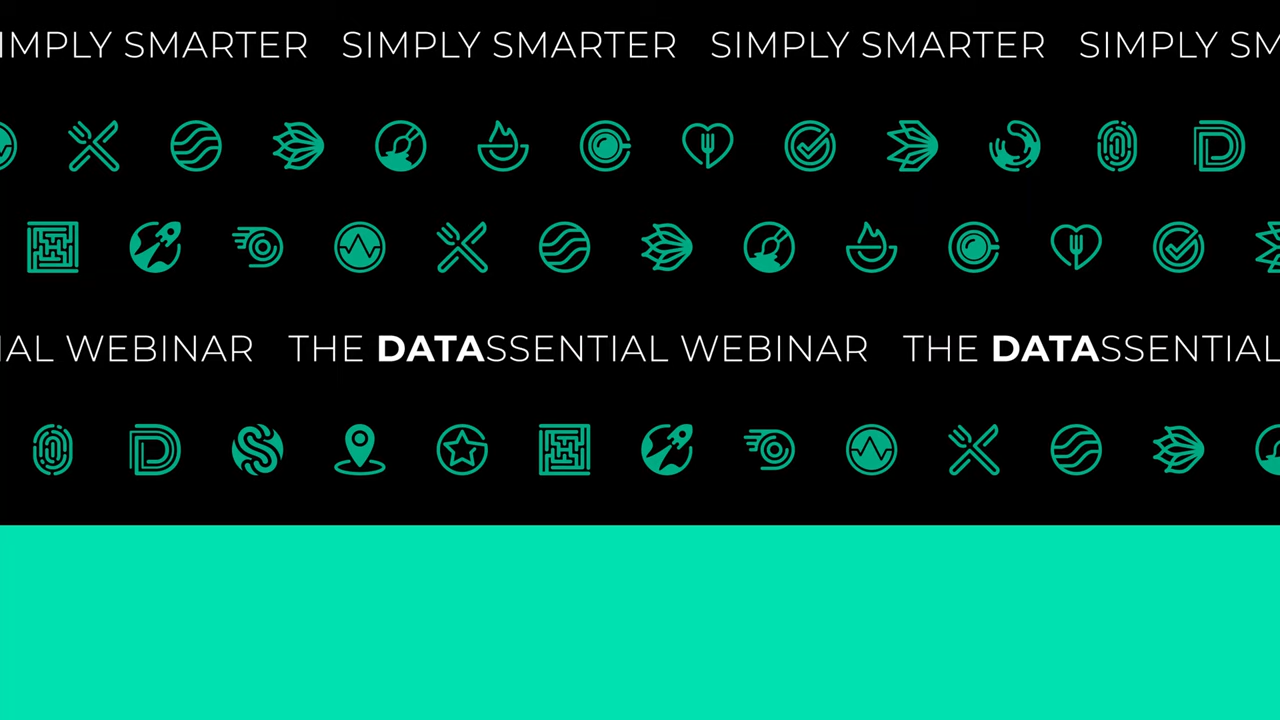 IMPLY SMARTER SIMPLY SMARTER SIMPLY SMARTER SIMPLY SM
IAL WEBINAR THE DATASSENTIAL WEBINAR THE DATASSENTIAL